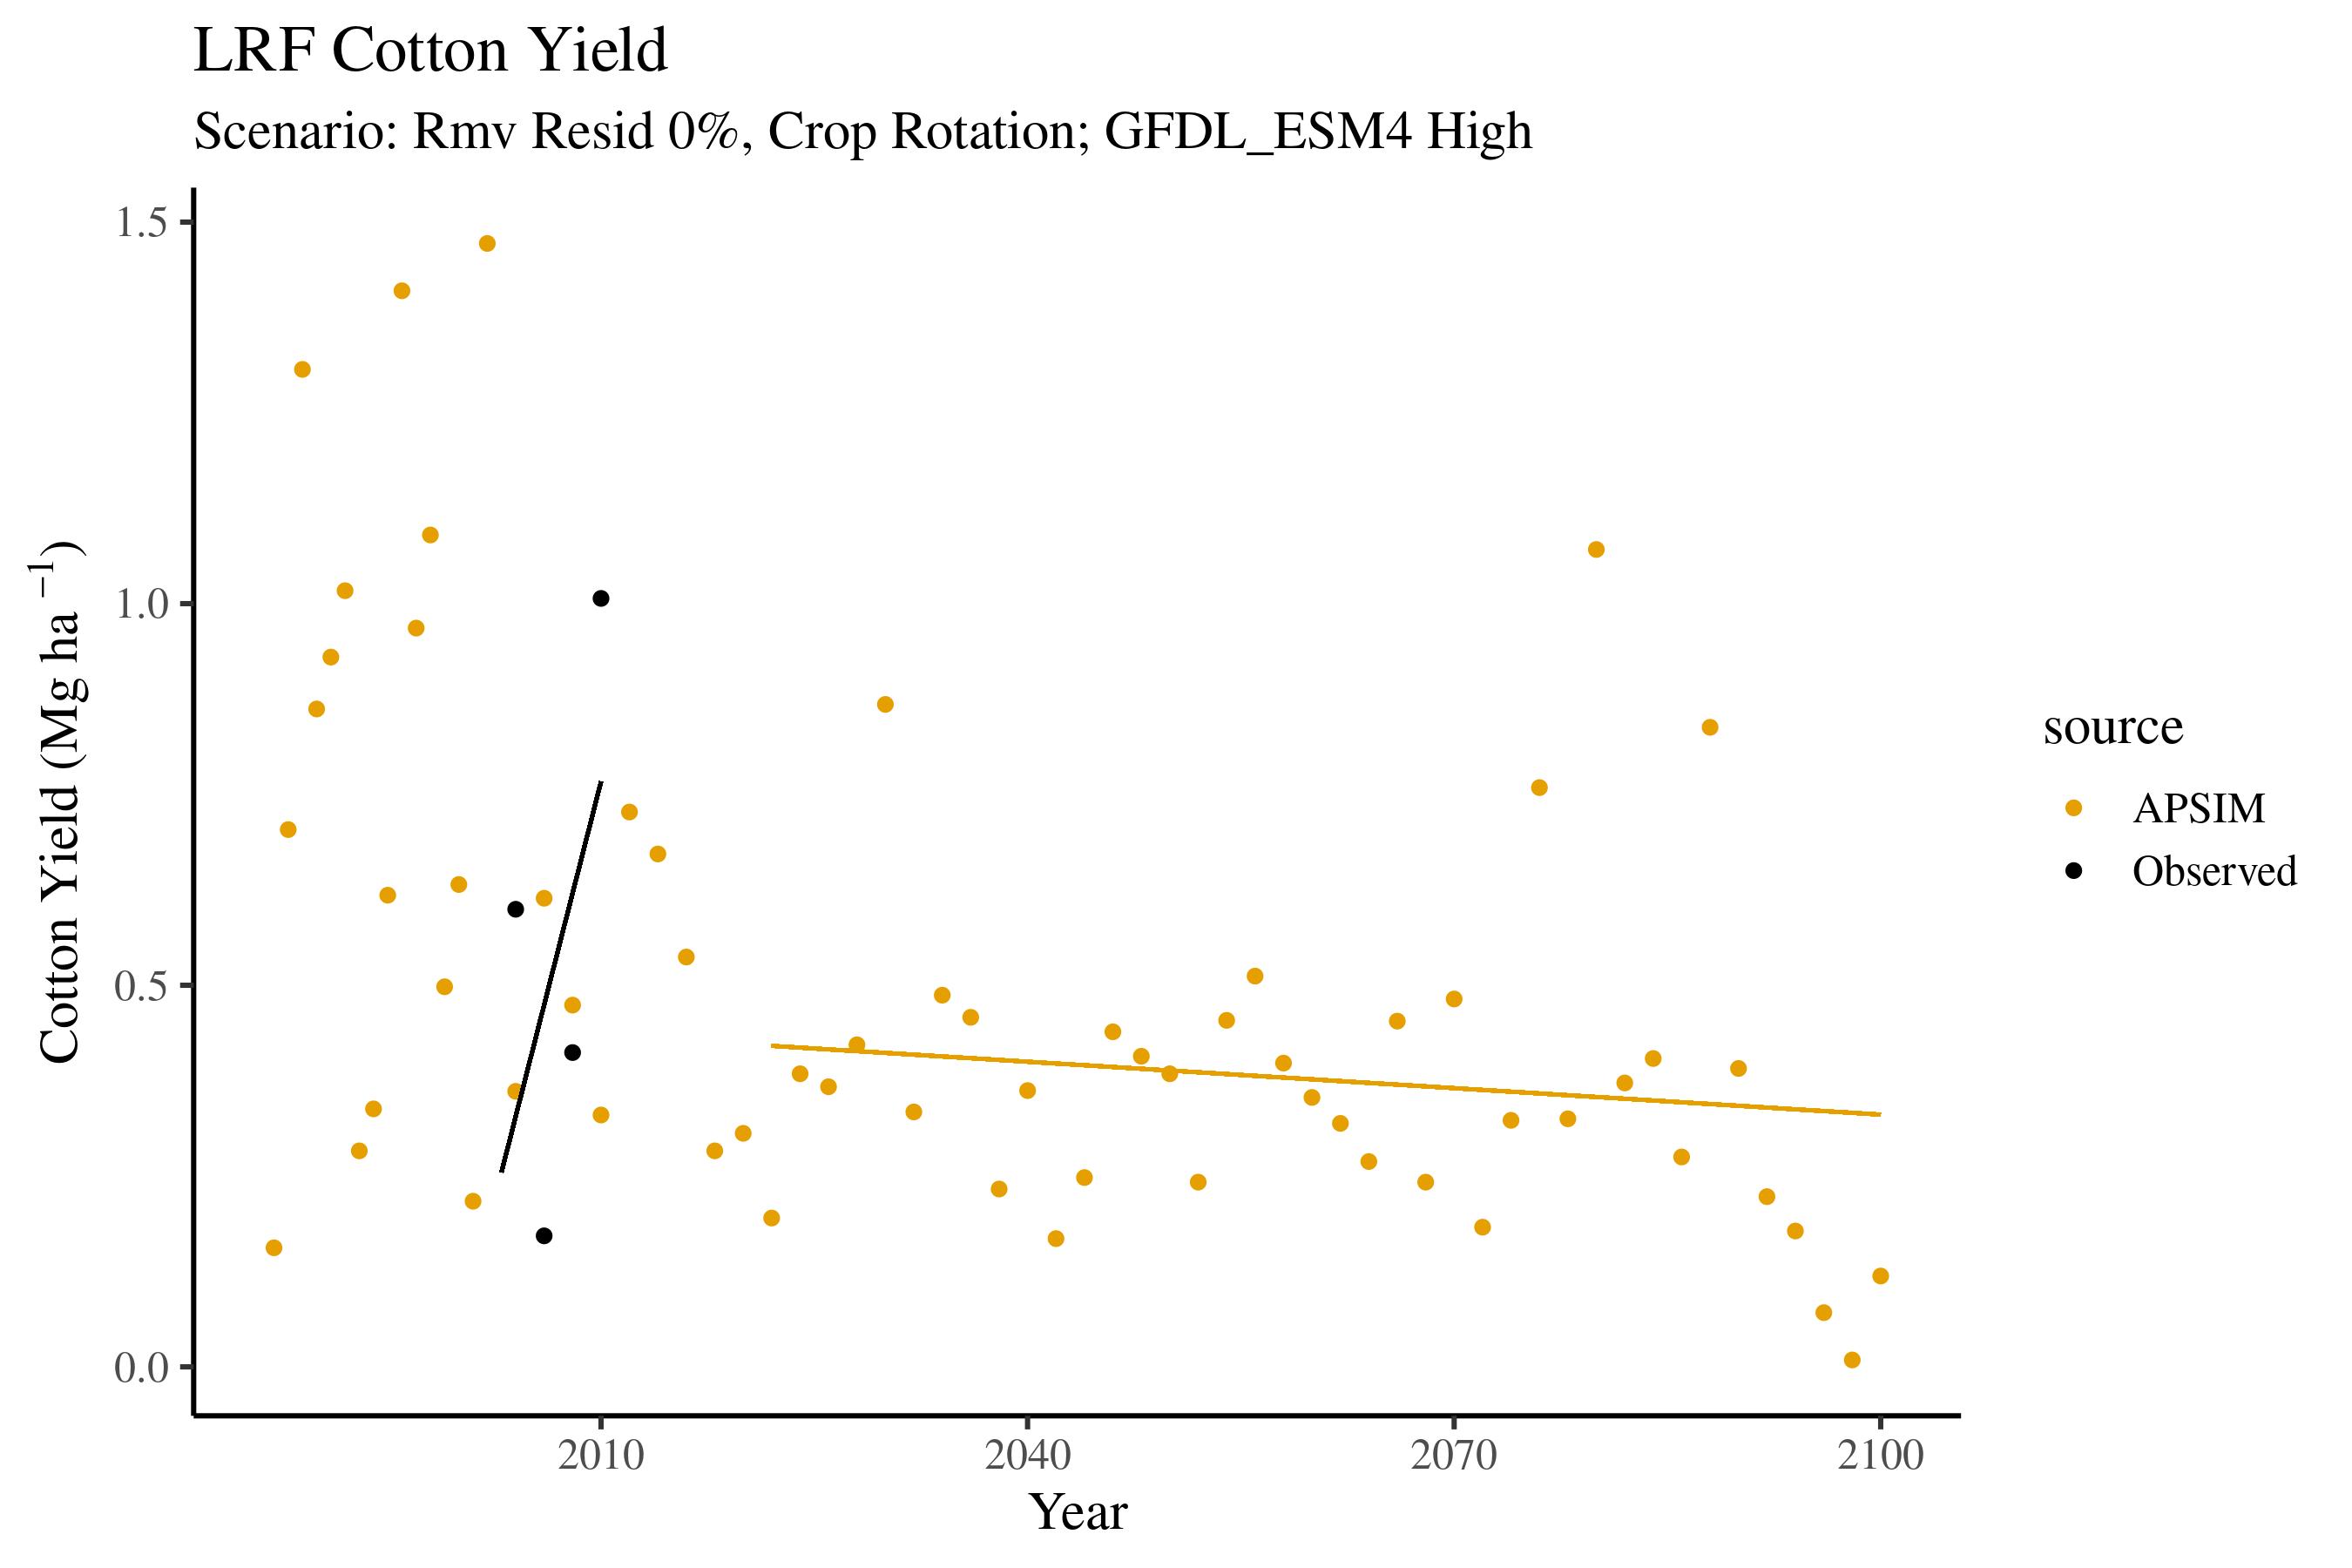 LRF Cotton Yield
Scenario: Rmv Resid 0%, Crop Rotation; GFDL_ESM4 High
Cotton Yield (Mg ha⁻¹)
1.5
1.0
0.5
0.0
2010 2040 2070 2100
Year
source
APSIM
Observed